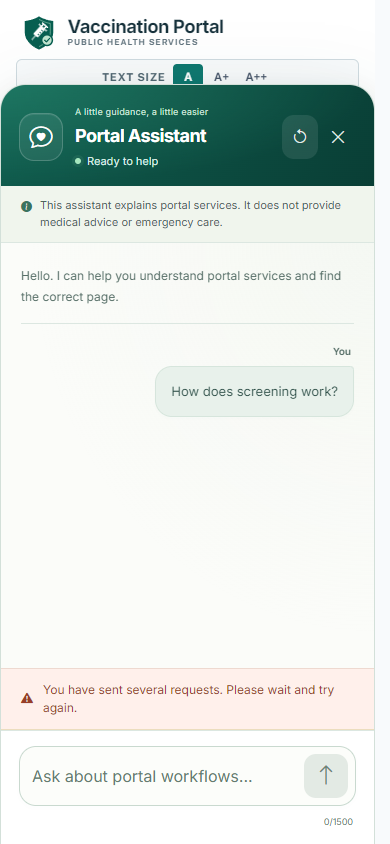 Vaccination Portal
PUBLIC HEALTH SERVICES
TEXT SIZE A A+ A++
A little guidance, a little easier
Portal Assistant
Ready to help
This assistant explains portal services. It does not provide
medical advice or emergency care.
Hello. I can help you understand portal services and find
the correct page.
You
How does screening work?
You have sent several requests. Please wait and try
again.
Ask about portal workflows...
0/1500